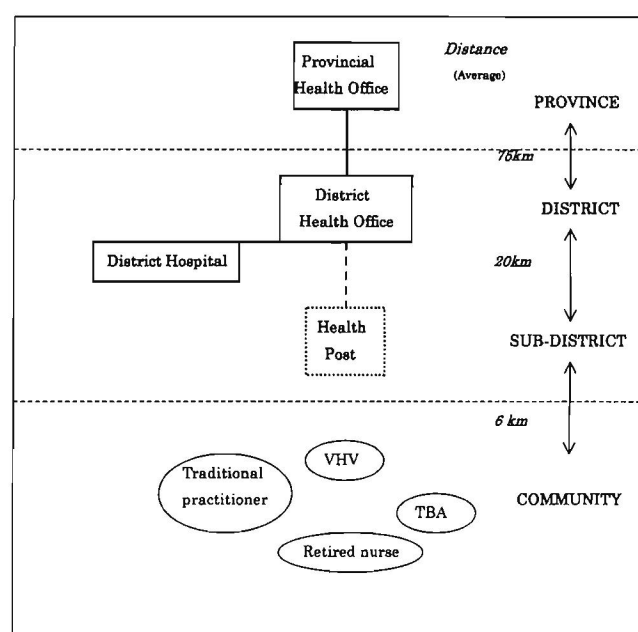 Provincial
Health Office
Distance
(Average)
PROVINCE
75km
District
Health Office
DISTRICT
District Hospital
20km
Health
Post
SUB-DISTRICT
6 km
VHV
Traditional
practitioner
COMMUNITY
TBA
Retired nurse